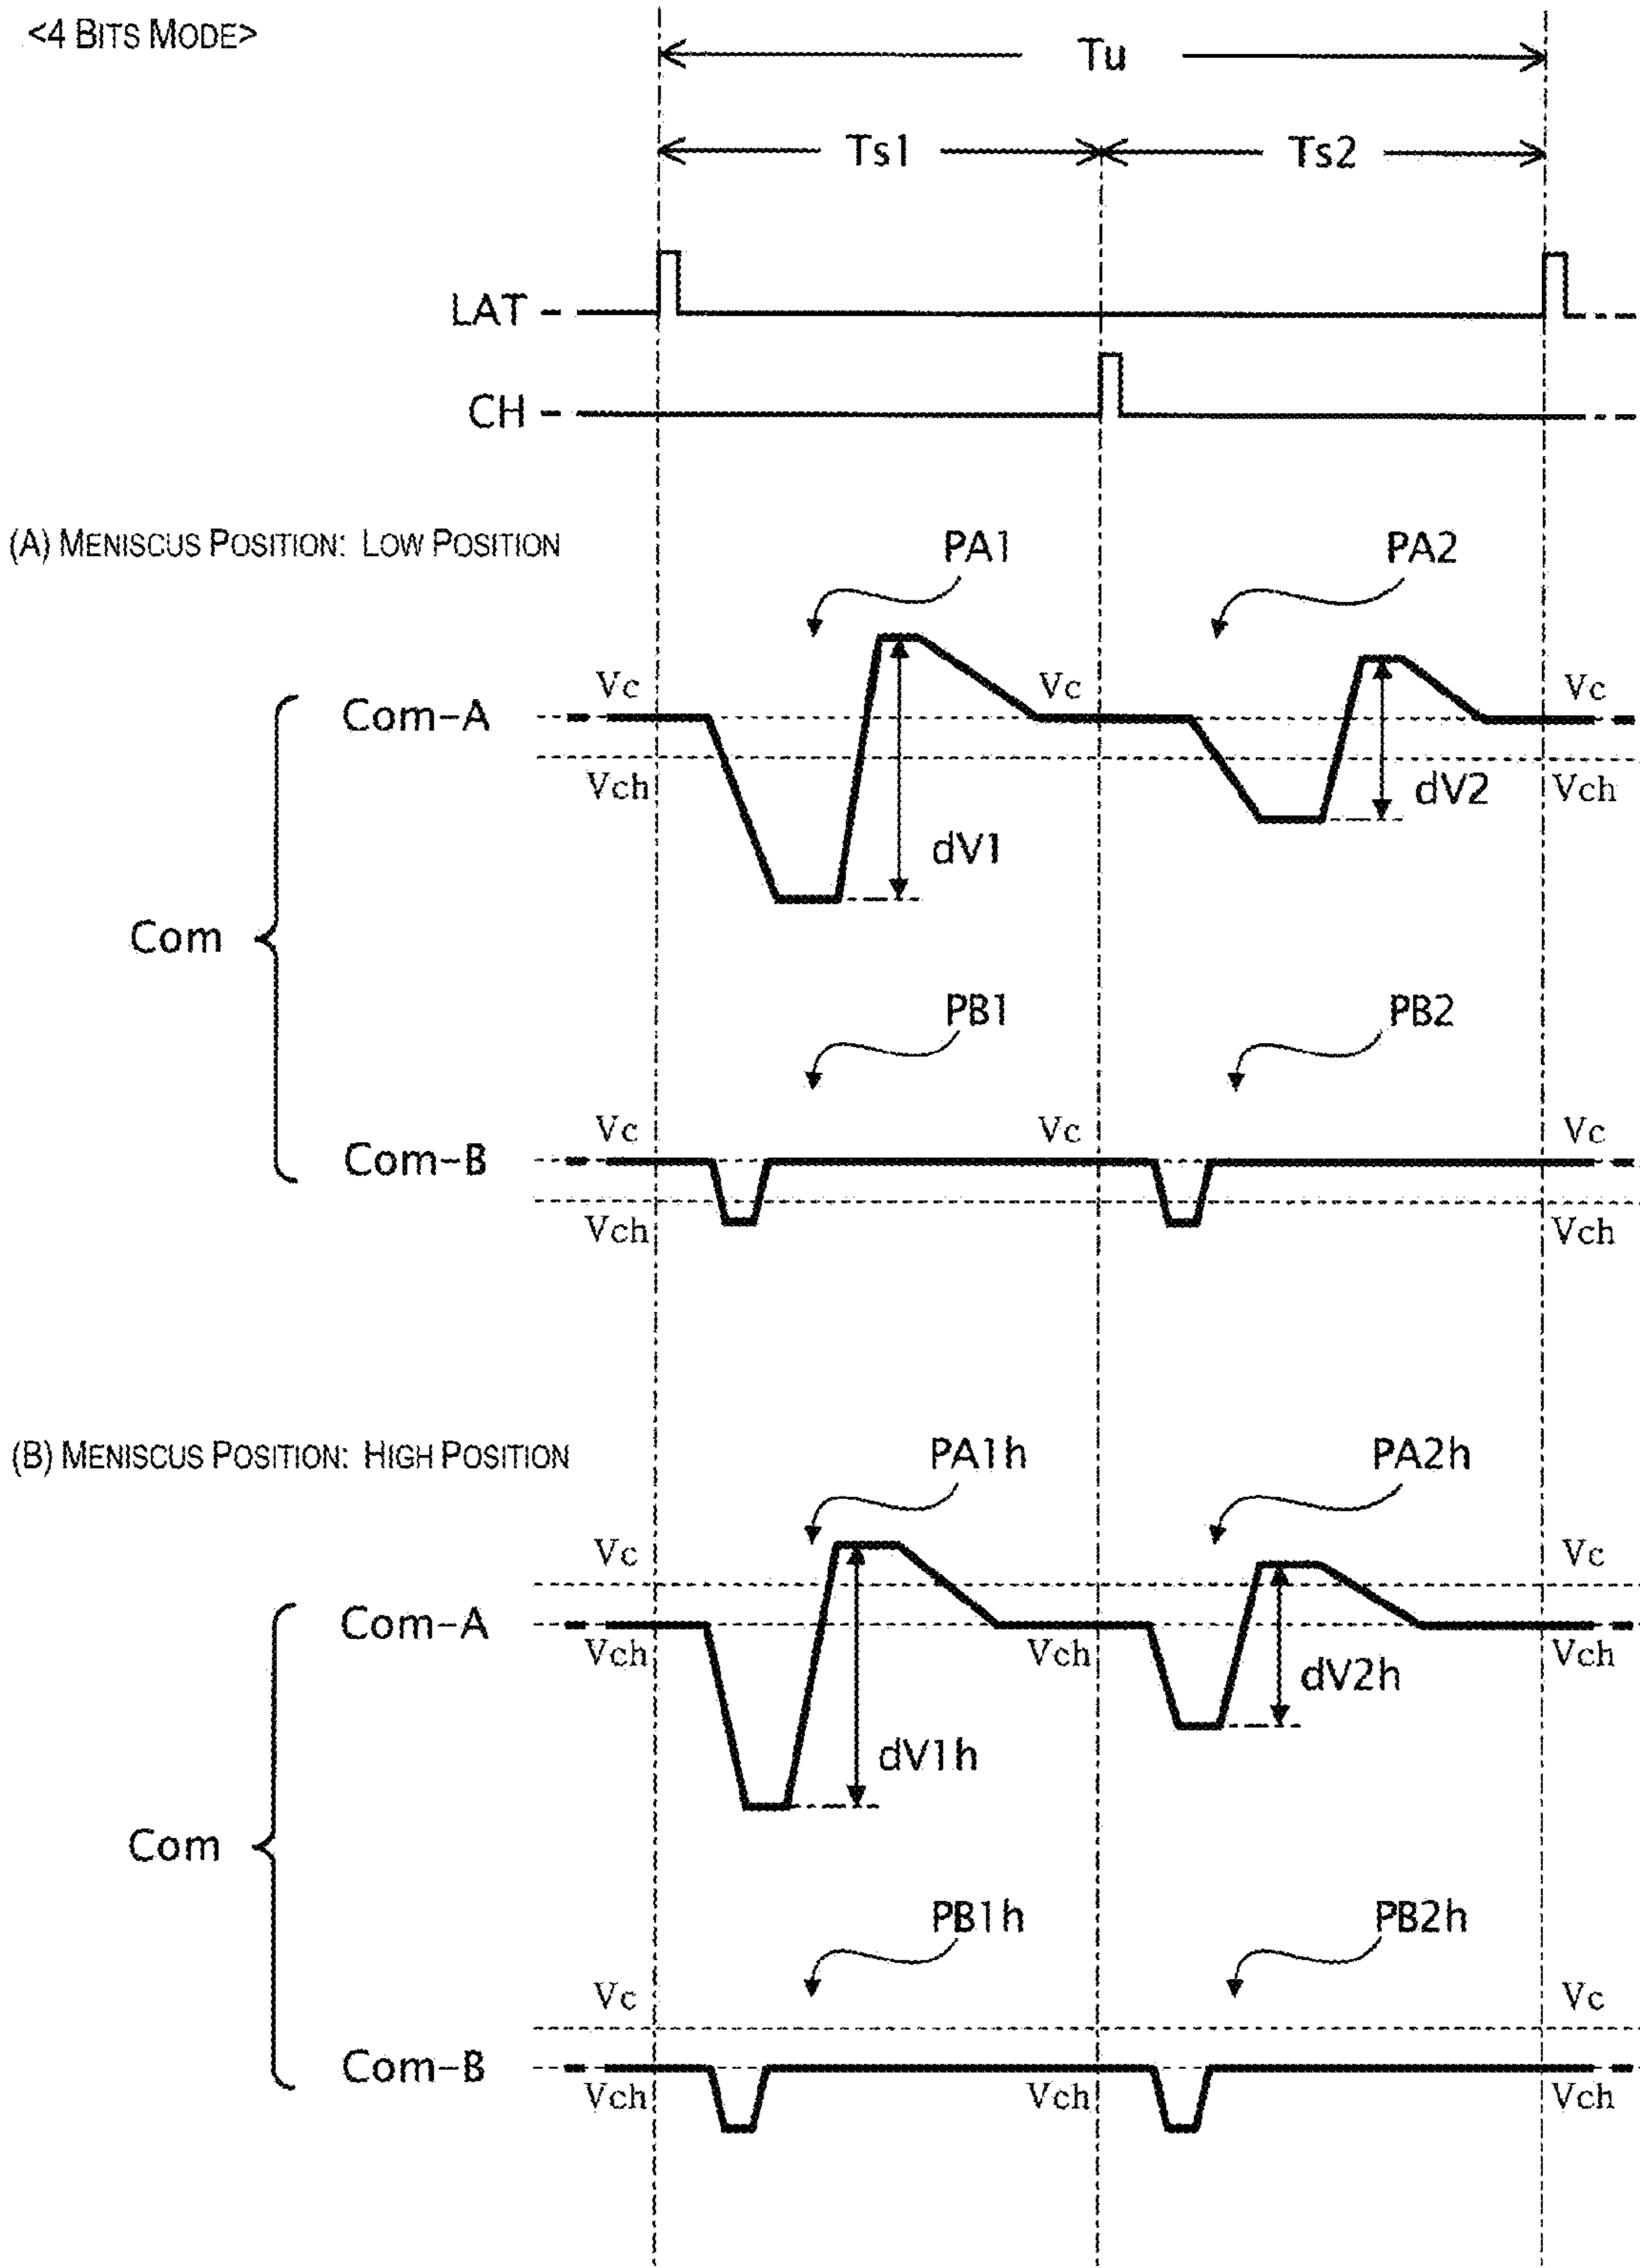 <4 BITS MODE>
Tu
Ts1 Ts2
LAT
CH
(A) MENISCUS POSITION: LOW POSITION
PA1 PA2
Vc Vc Vc
Com-A
Vch Vch
dV1 dV2
Com
PB1 PB2
Vc Vc Vc
Com-B
Vch Vch
(B) MENISCUS POSITION: HIGH POSITION
PA1h PA2h
Vc Vc
Com-A
Vch Vch Vch
dV1h dV2h
Com
PB1h PB2h
Vc Vc
Com-B
Vch Vch Vch